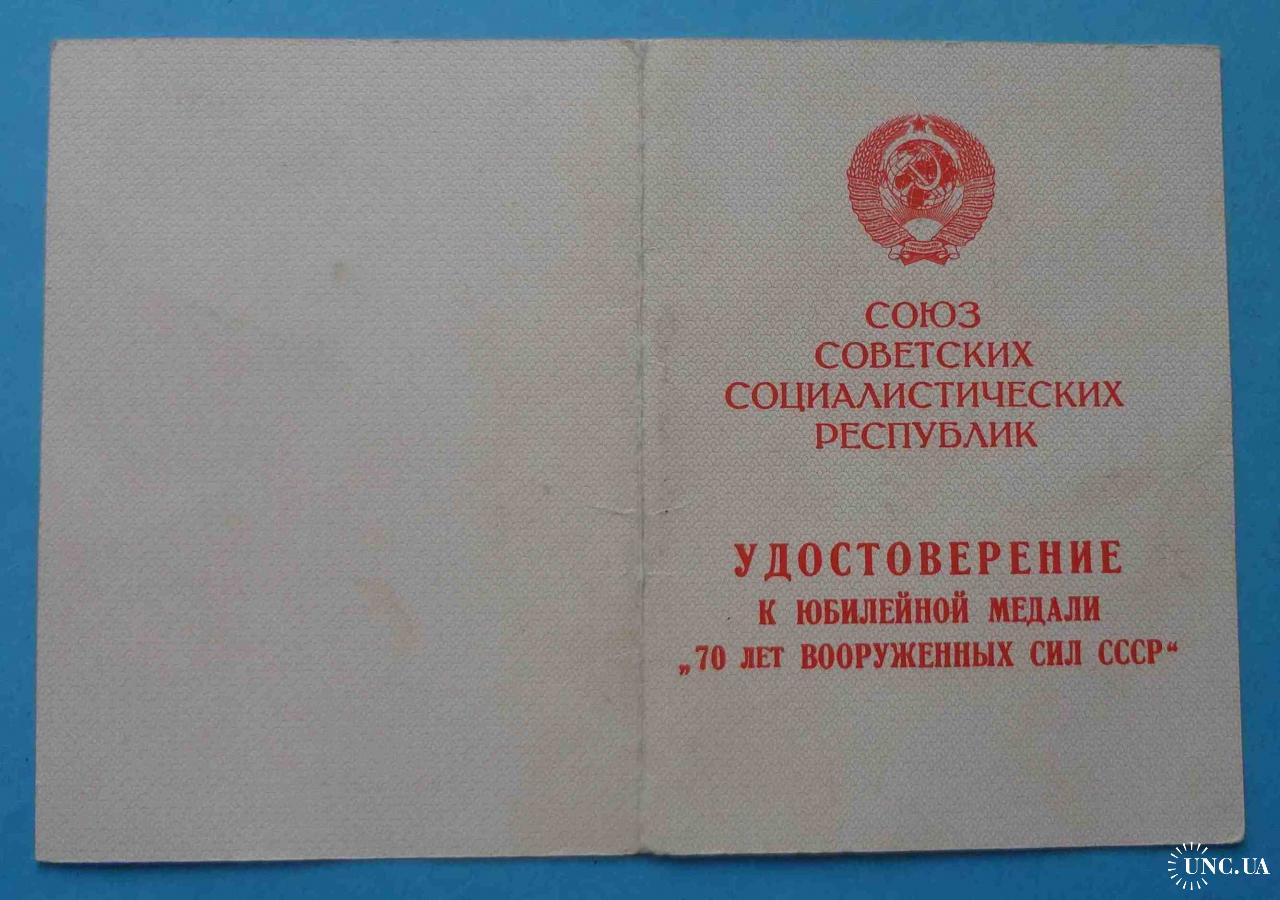 СОЮЗ
СОВЕТСКИХ
СОЦИАЛИСТИЧЕСКИХ
РЕСПУБЛИК
УДОСТОВЕРЕНИЕ
К ЮБИЛЕЙНОЙ МЕДАЛИ
„70 ЛЕТ ВООРУЖЕННЫХ СИЛ СССР“
UNC.UA